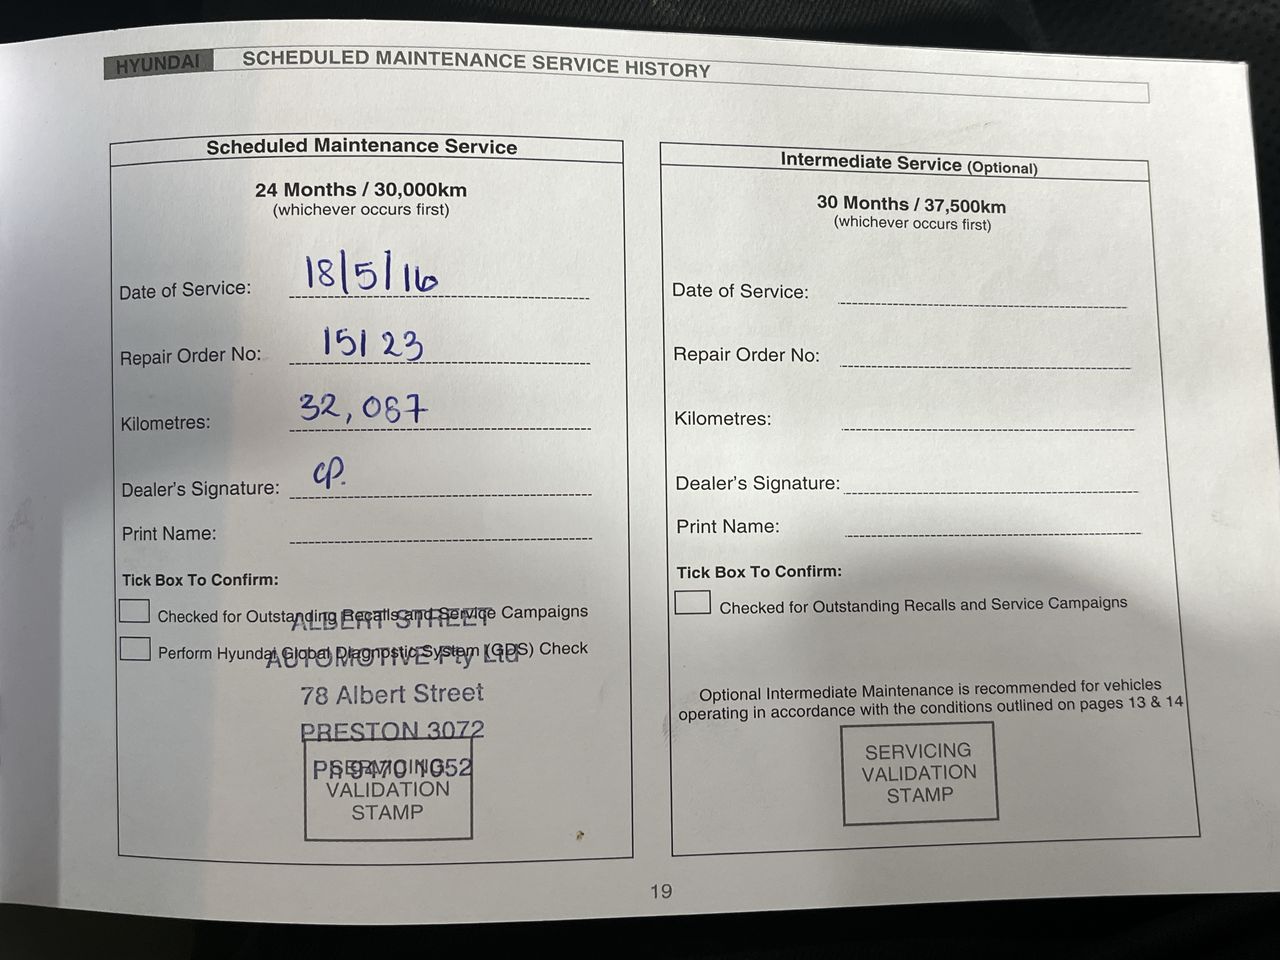 HYUNDAI SCHEDULED MAINTENANCE SERVICE HISTORY
Scheduled Maintenance Service
24 Months / 30,000km
(whichever occurs first)
Date of Service: 18/5/16
Repair Order No: 15123
Kilometres: 32,087
Dealer's Signature: CP.
Print Name:
Tick Box To Confirm:
Checked for Outstanding Recalls and Service Campaigns
ALBERT STREET
Perform Hyundai Global Diagnostic System (GDS) Check
AUTOMOTIVE Pty Ltd
78 Albert Street
PRESTON 3072
PH 9470 1052
SERVICING
VALIDATION
STAMP
Intermediate Service (Optional)
30 Months / 37,500km
(whichever occurs first)
Date of Service:
Repair Order No:
Kilometres:
Dealer's Signature:
Print Name:
Tick Box To Confirm:
Checked for Outstanding Recalls and Service Campaigns
Optional Intermediate Maintenance is recommended for vehicles
operating in accordance with the conditions outlined on pages 13 & 14
SERVICING
VALIDATION
STAMP
19